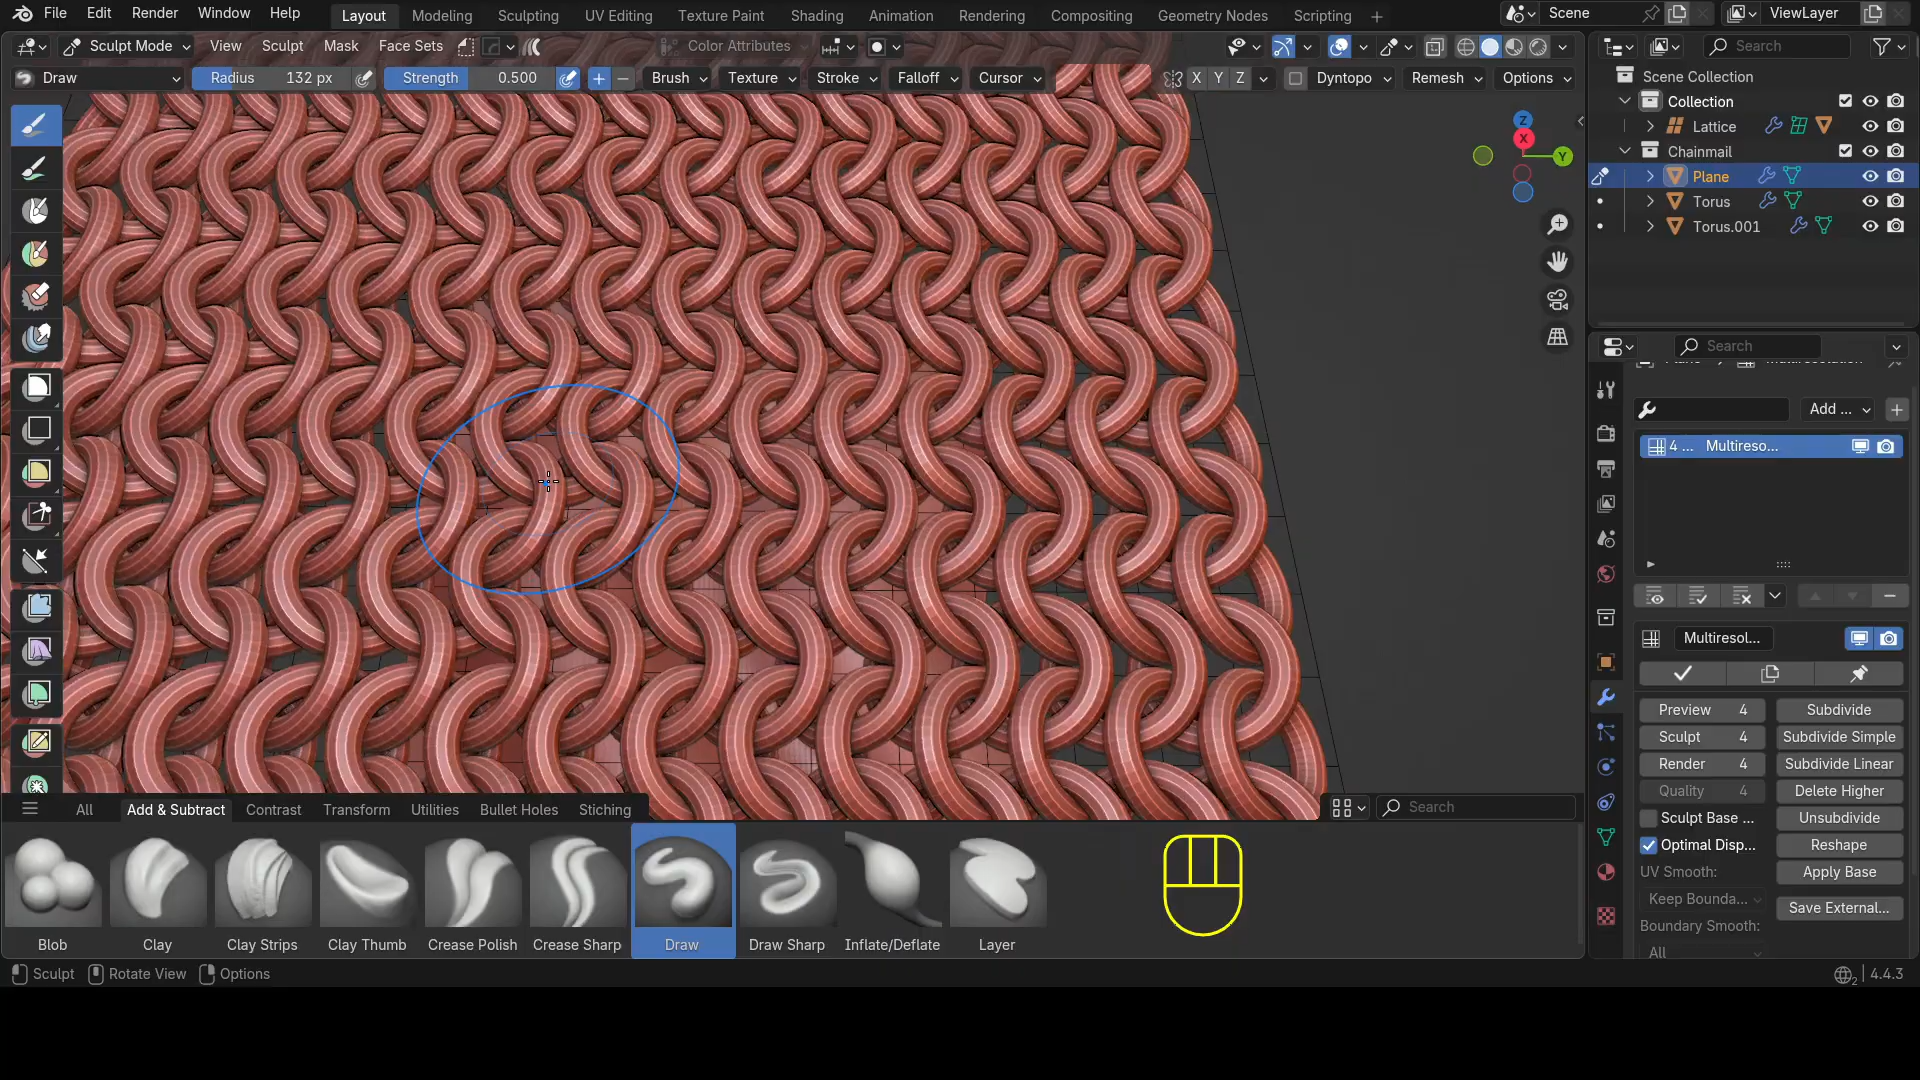 File Edit Render Window Help Layout Modeling Sculpting UV Editing Texture Paint Shading Animation Rendering Compositing Geometry Nodes Scripting + Scene ViewLayer
Sculpt Mode View Sculpt Mask Face Sets Color Attributes Search
Draw Radius 132 px Strength 0.500 + − Brush Texture Stroke Falloff Cursor X Y Z Dyntopo Remesh Options
Scene Collection
Collection
Lattice
Chainmail
Plane
Torus
Torus.001
Z
X
Y
Search
Add ... +
4 ... Multireso...
Multiresol...
Preview 4 Subdivide
Sculpt 4 Subdivide Simple
Render 4 Subdivide Linear
Quality 4 Delete Higher
Sculpt Base ... Unsubdivide
Optimal Disp... Reshape
UV Smooth: Apply Base
Keep Bounda...
Save External...
Boundary Smooth:
All
All Add & Subtract Contrast Transform Utilities Bullet Holes Stiching Search
Blob Clay Clay Strips Clay Thumb Crease Polish Crease Sharp Draw Draw Sharp Inflate/Deflate Layer
Sculpt Rotate View Options 2 4.4.3